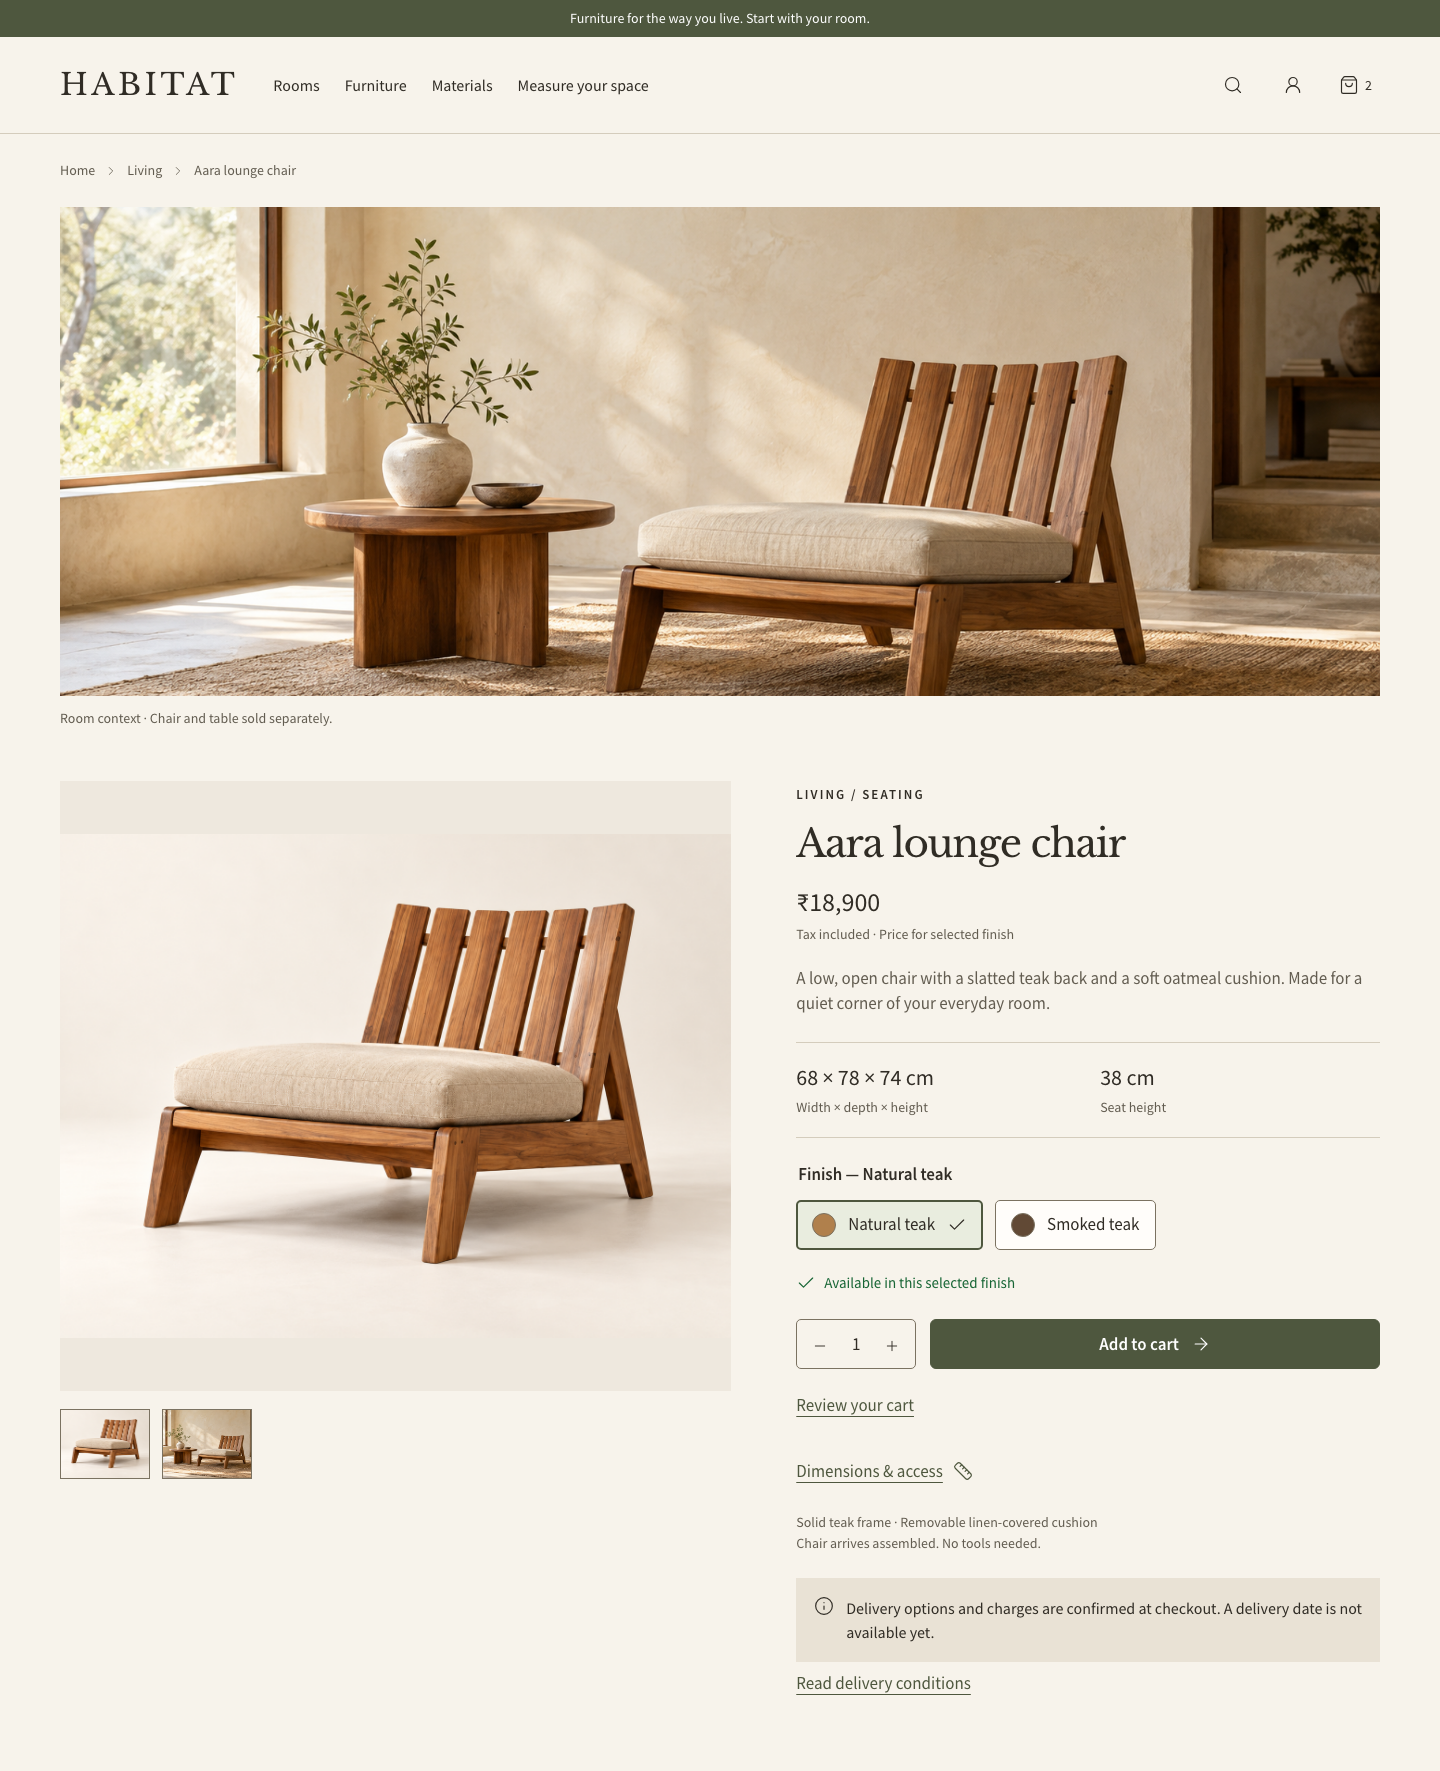 Furniture for the way you live. Start with your room.
HABITAT
Rooms
Furniture
Materials
Measure your space
2
Home
Living
Aara lounge chair
Room context · Chair and table sold separately.
LIVING / SEATING
Aara lounge chair
₹18,900
Tax included · Price for selected finish
A low, open chair with a slatted teak back and a soft oatmeal cushion. Made for a
quiet corner of your everyday room.
68 × 78 × 74 cm
Width × depth × height
38 cm
Seat height
Finish — Natural teak
Natural teak
Smoked teak
Available in this selected finish
− 1 +
Add to cart
Review your cart
Dimensions & access
Solid teak frame · Removable linen-covered cushion
Chair arrives assembled. No tools needed.
Delivery options and charges are confirmed at checkout. A delivery date is not
available yet.
Read delivery conditions